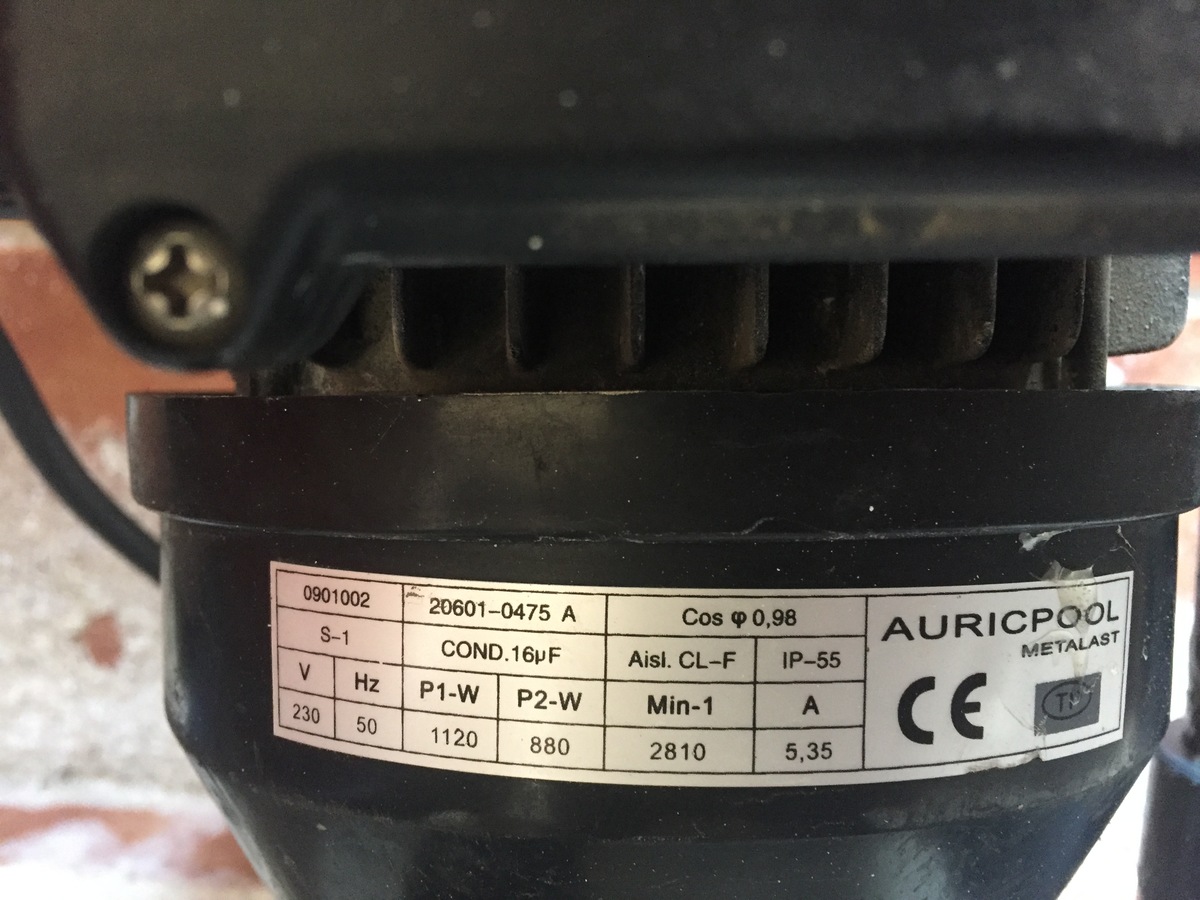 0901002 20601-0475 A Cos φ 0,98 AURICPOOL
S-1 COND.16µF Aisl. CL-F IP-55 METALAST
V Hz P1-W P2-W Min-1 A CE
230 50 1120 880 2810 5,35